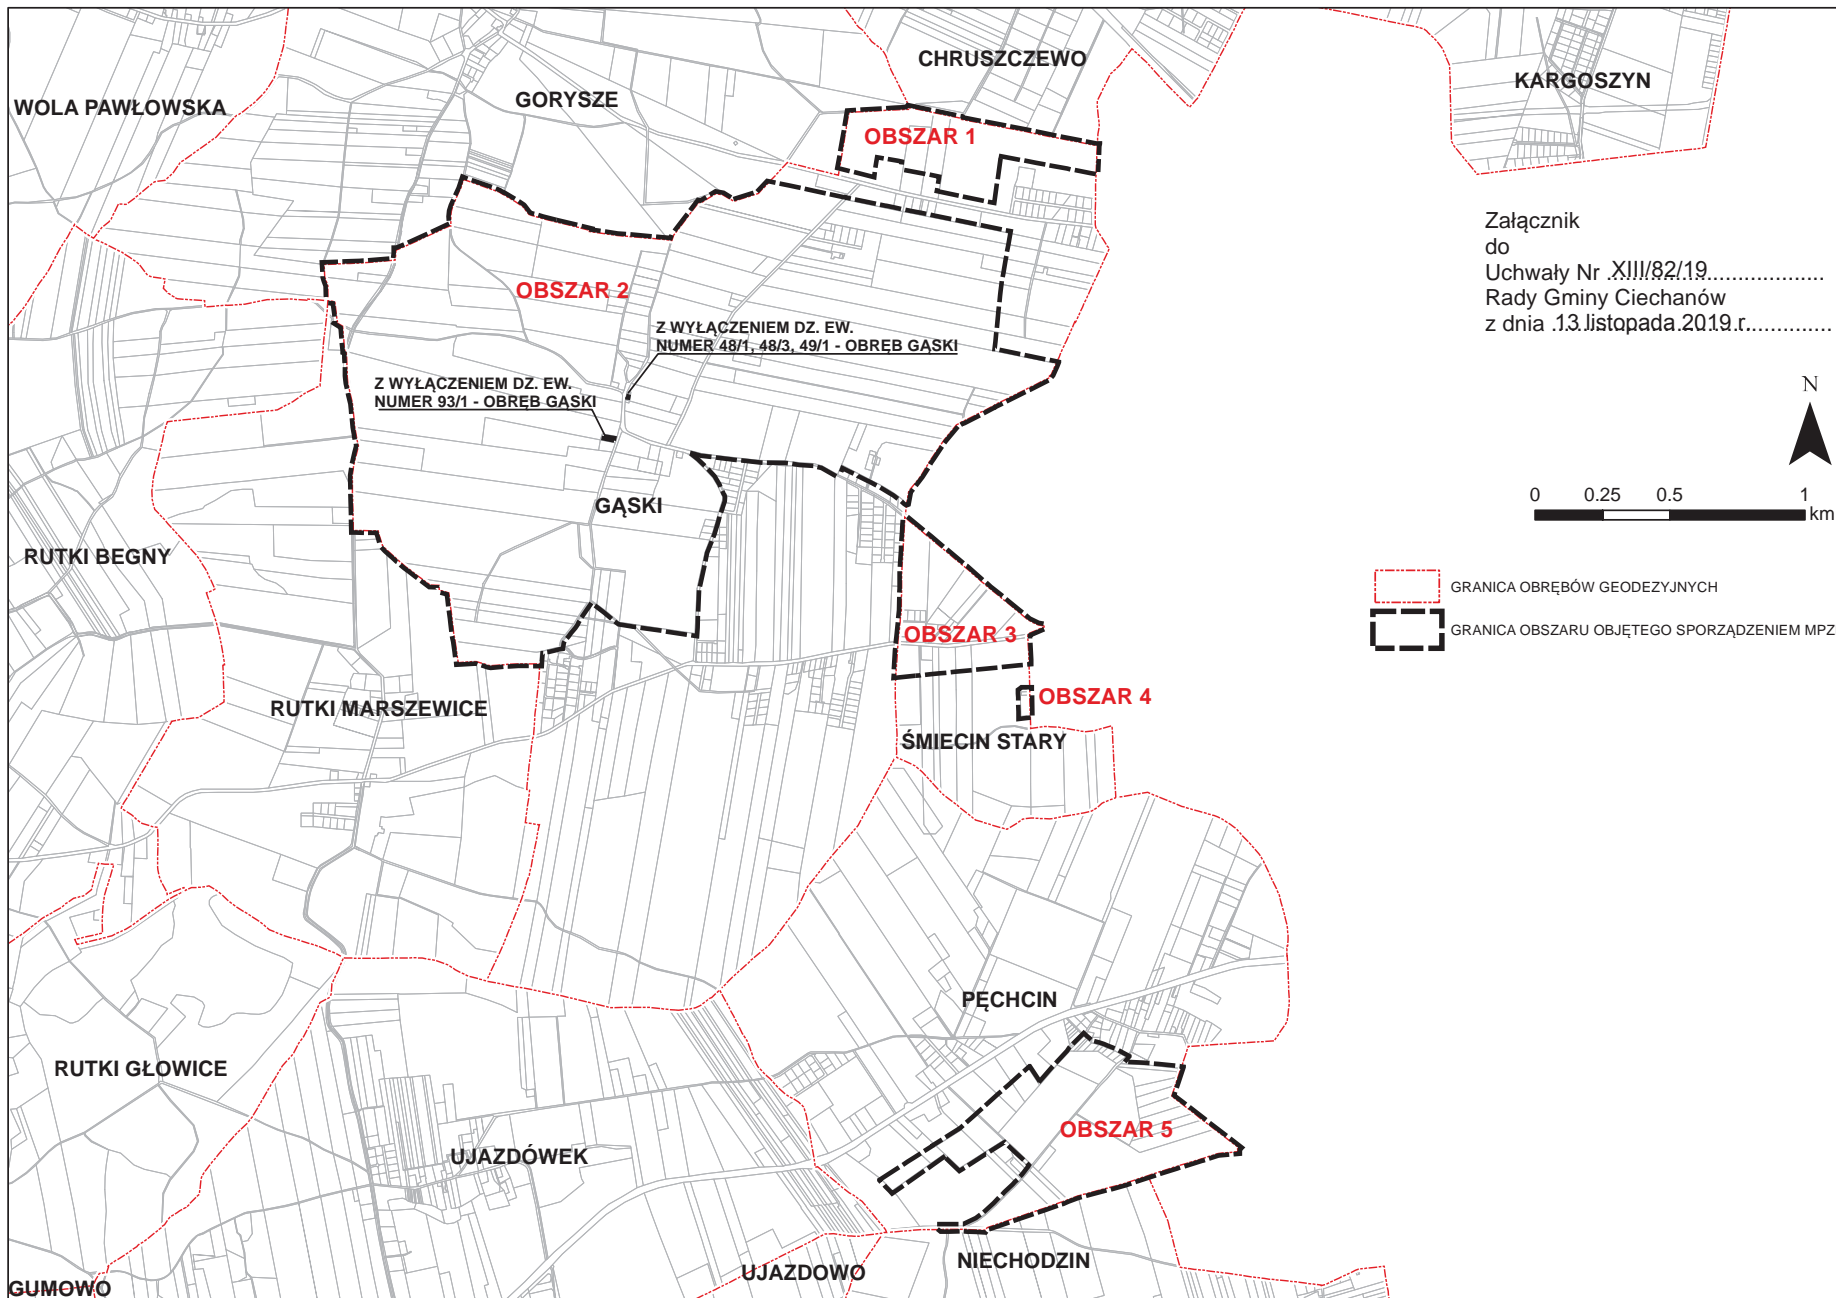 CHRUSZCZEWO
KARGOSZYN
WOLA PAWŁOWSKA
GORYSZE
OBSZAR 1
Załącznik
do
Uchwały Nr .XIII/82/19....................
Rady Gminy Ciechanów
z dnia .13 listopada 2019 r..............
OBSZAR 2
Z WYŁĄCZENIEM DZ. EW.
NUMER 48/1, 48/3, 49/1 - OBRĘB GĄSKI
Z WYŁĄCZENIEM DZ. EW.
NUMER 93/1 - OBRĘB GĄSKI
N
0 0.25 0.5 1
km
GĄSKI
RUTKI BEGNY
GRANICA OBRĘBÓW GEODEZYJNYCH
GRANICA OBSZARU OBJĘTEGO SPORZĄDZENIEM MPZ
OBSZAR 3
OBSZAR 4
RUTKI MARSZEWICE
ŚMIECIN STARY
PĘCHCIN
RUTKI GŁOWICE
OBSZAR 5
UJAZDÓWEK
NIECHODZIN
UJAZDOWO
GUMOWO